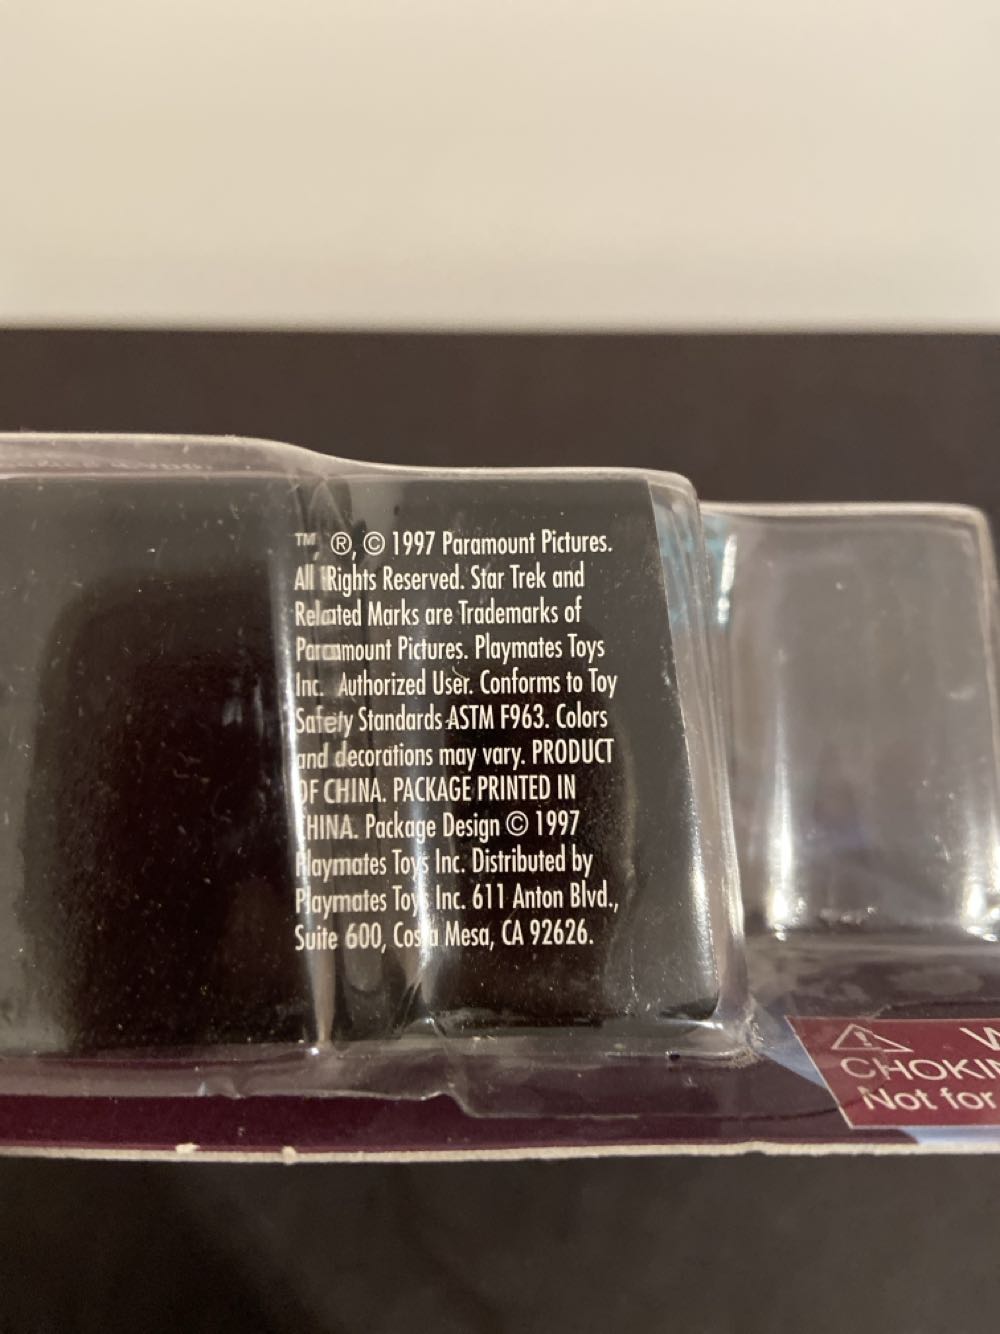 ™, ®, © 1997 Paramount Pictures.
All Rights Reserved. Star Trek and
Related Marks are Trademarks of
Paramount Pictures. Playmates Toys
Inc. Authorized User. Conforms to Toy
Safety Standards ASTM F963. Colors
and decorations may vary. PRODUCT
OF CHINA. PACKAGE PRINTED IN
CHINA. Package Design © 1997
Playmates Toys Inc. Distributed by
Playmates Toys Inc. 611 Anton Blvd.,
Suite 600, Costa Mesa, CA 92626.
W
CHOKIN
Not for